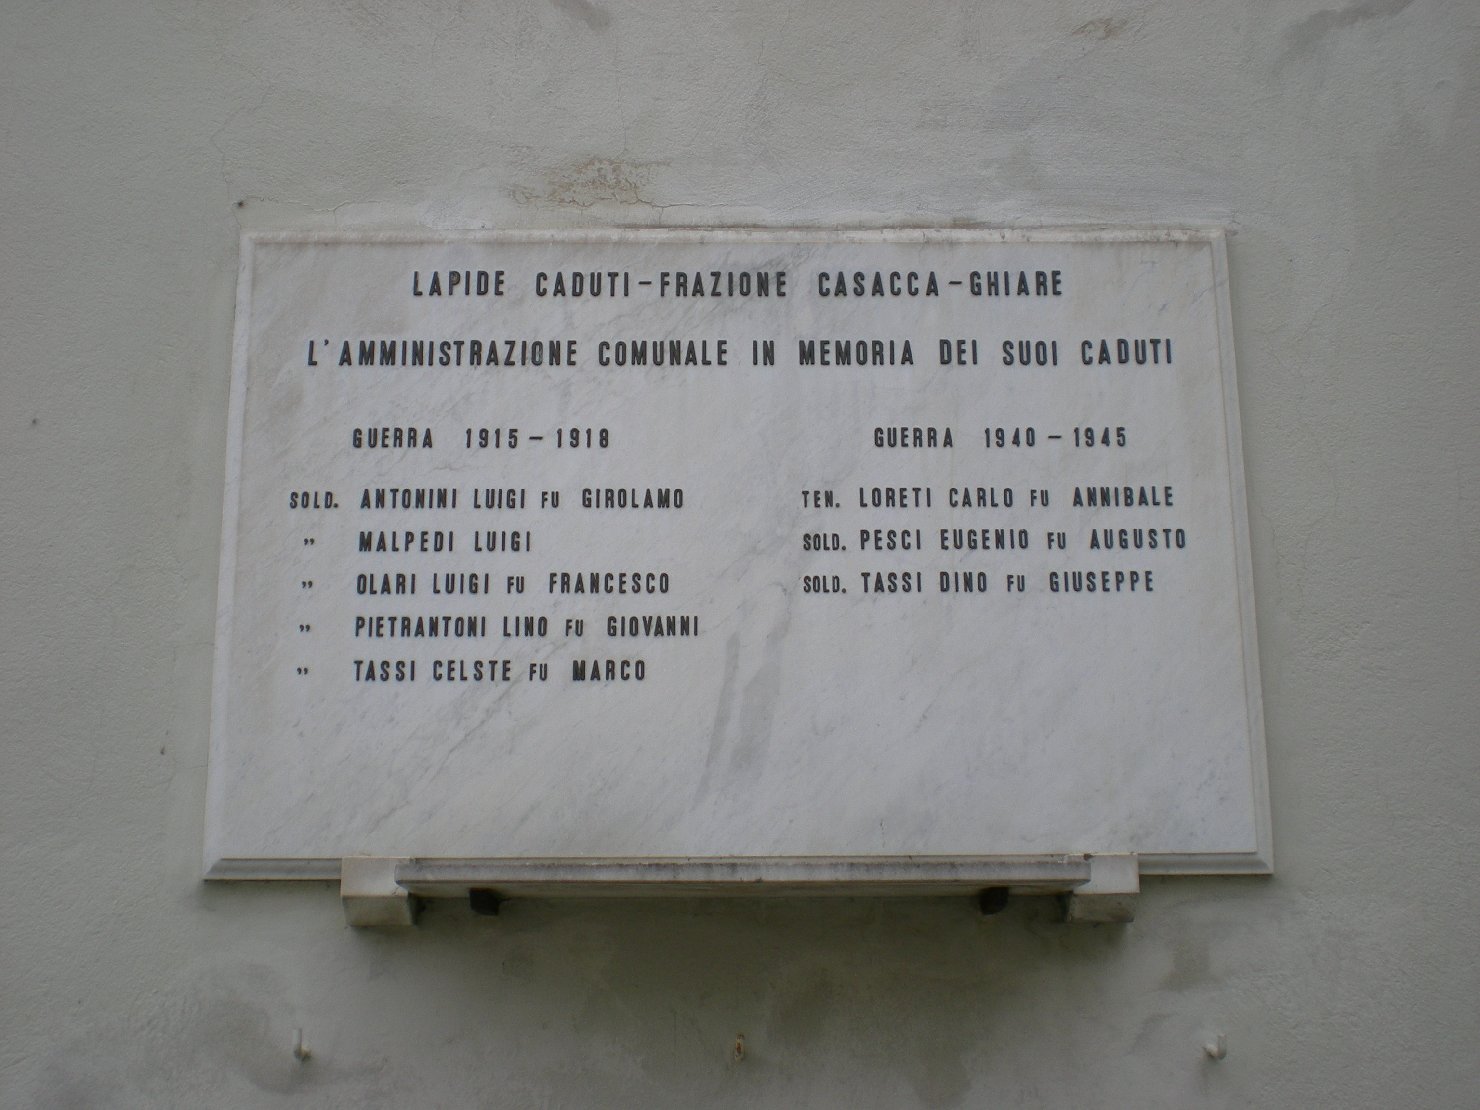 LAPIDE CADUTI-FRAZIONE CASACCA-GHIARE
L'AMMINISTRAZIONE COMUNALE IN MEMORIA DEI SUOI CADUTI
GUERRA 1915-1918
SOLD. ANTONINI LUIGI FU GIROLAMO
" MALPEDI LUIGI
" OLARI LUIGI FU FRANCESCO
" PIETRANTONI LINO FU GIOVANNI
" TASSI CELSTE FU MARCO
GUERRA 1940-1945
TEN. LORETI CARLO FU ANNIBALE
SOLD. PESCI EUGENIO FU AUGUSTO
SOLD. TASSI DINO FU GIUSEPPE